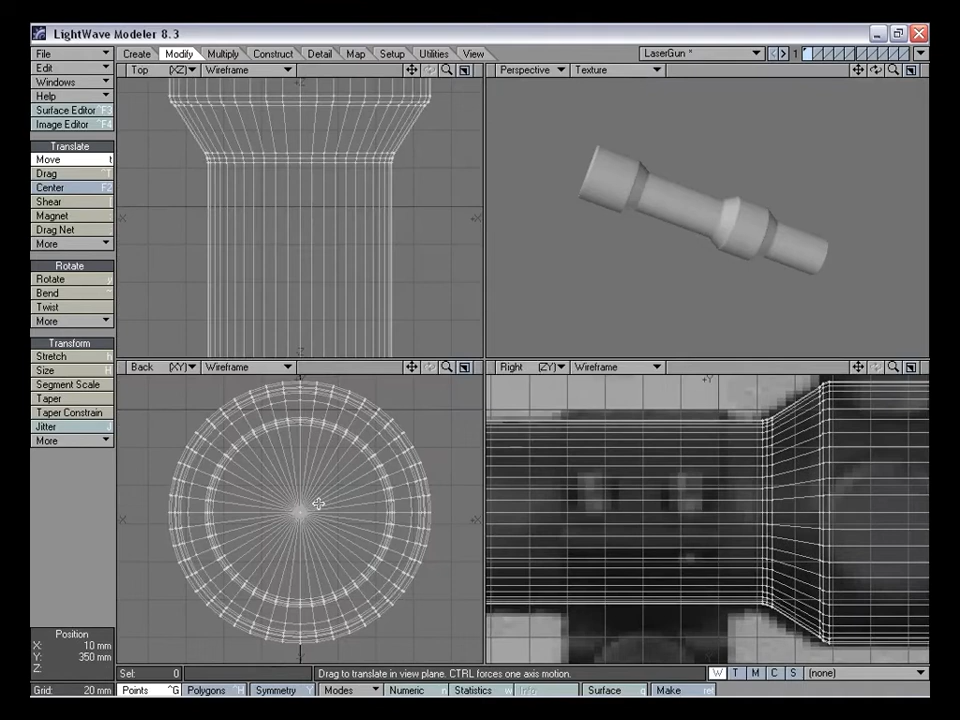 LightWave Modeler 8.3
File Create Modify Multiply Construct Detail Map Setup Utilities View LaserGun * 1
Edit
Windows
Help
Surface Editor ^F3
Image Editor ^F4
Translate
Move t
Drag ^T
Center F2
Shear [
Magnet :
Drag Net ;
More
Rotate
Rotate y
Bend ~
Twist
More
Transform
Stretch h
Size H
Segment Scale
Taper
Taper Constrain
Jitter J
More
Top (XZ) Wireframe
Perspective Texture
Back (XY) Wireframe
Right (ZY) Wireframe
-X +X
+Y
-X +X
Position
X: 10 mm
Y: 350 mm
Z:
Grid: 20 mm
Sel: 0 Drag to translate in view plane. CTRL forces one axis motion. W T M C S (none)
Points ^G Polygons ^H Symmetry Y Modes Numeric n Statistics w Info i Surface q Make ret